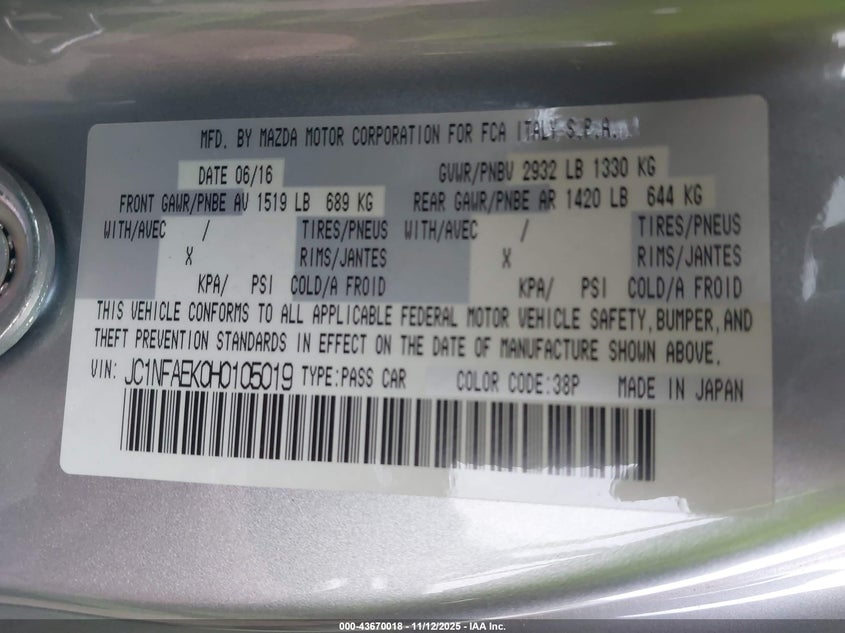 MFD. BY MAZDA MOTOR CORPORATION FOR FCA ITALY S.P.A.
DATE 06/16 GVWR/PNBV 2932 LB 1330 KG
FRONT GAWR/PNBE AV 1519 LB 689 KG REAR GAWR/PNBE AR 1420 LB 644 KG
WITH/AVEC / TIRES/PNEUS WITH/AVEC / TIRES/PNEUS
X RIMS/JANTES X RIMS/JANTES
KPA/ PSI COLD/A FROID KPA/ PSI COLD/A FROID
THIS VEHICLE CONFORMS TO ALL APPLICABLE FEDERAL MOTOR VEHICLE SAFETY, BUMPER, AND
THEFT PREVENTION STANDARDS IN EFFECT ON THE DATE OF MANUFACTURE SHOWN ABOVE.
VIN: JC1NFAEK0H0105019 TYPE:PASS CAR COLOR CODE:38P MADE IN JAPAN
000-43670018 - 11/12/2025 - IAA Inc.